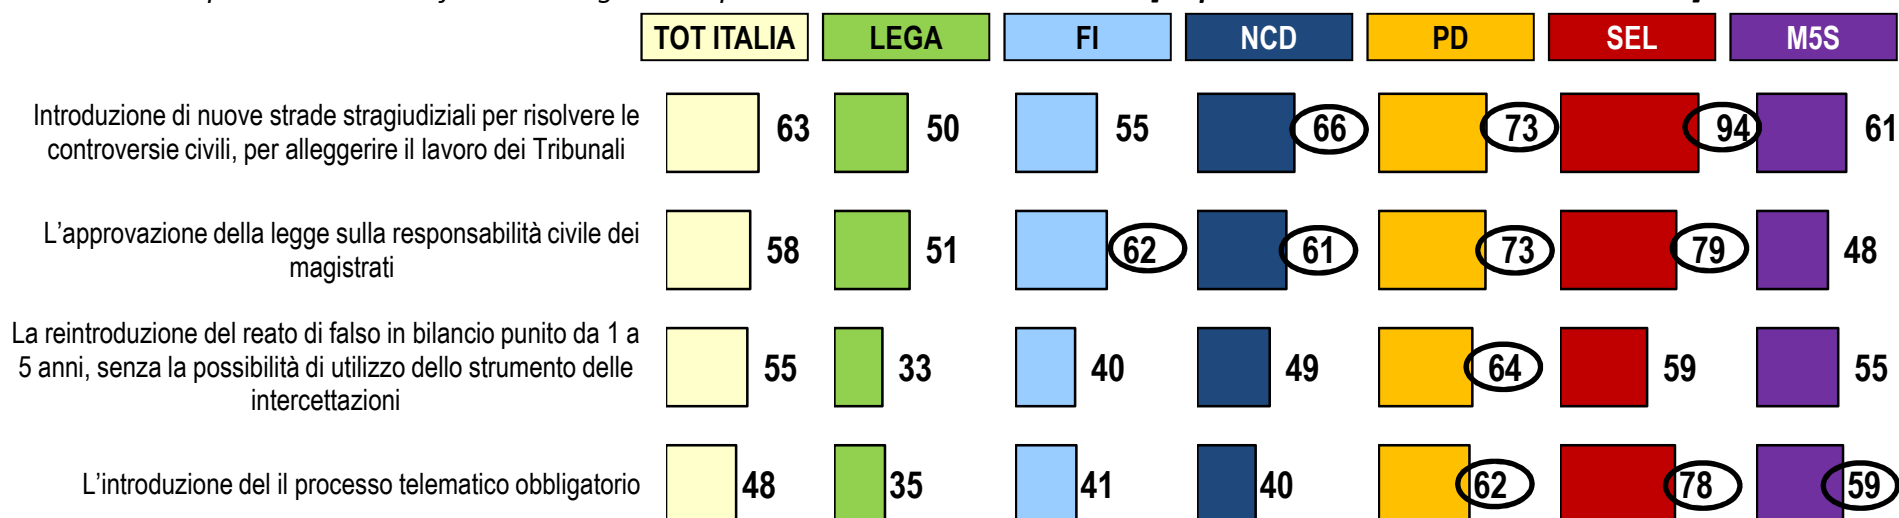 TOT ITALIA LEGA FI NCD PD SEL M5S
Introduzione di nuove strade stragiudiziali per risolvere le
controversie civili, per alleggerire il lavoro dei Tribunali
63 50 55 66 73 94 61
L’approvazione della legge sulla responsabilità civile dei
magistrati
58 51 62 61 73 79 48
La reintroduzione del reato di falso in bilancio punito da 1 a
5 anni, senza la possibilità di utilizzo dello strumento delle
intercettazioni
55 33 40 49 64 59 55
L’introduzione del il processo telematico obbligatorio
48 35 41 40 62 78 59